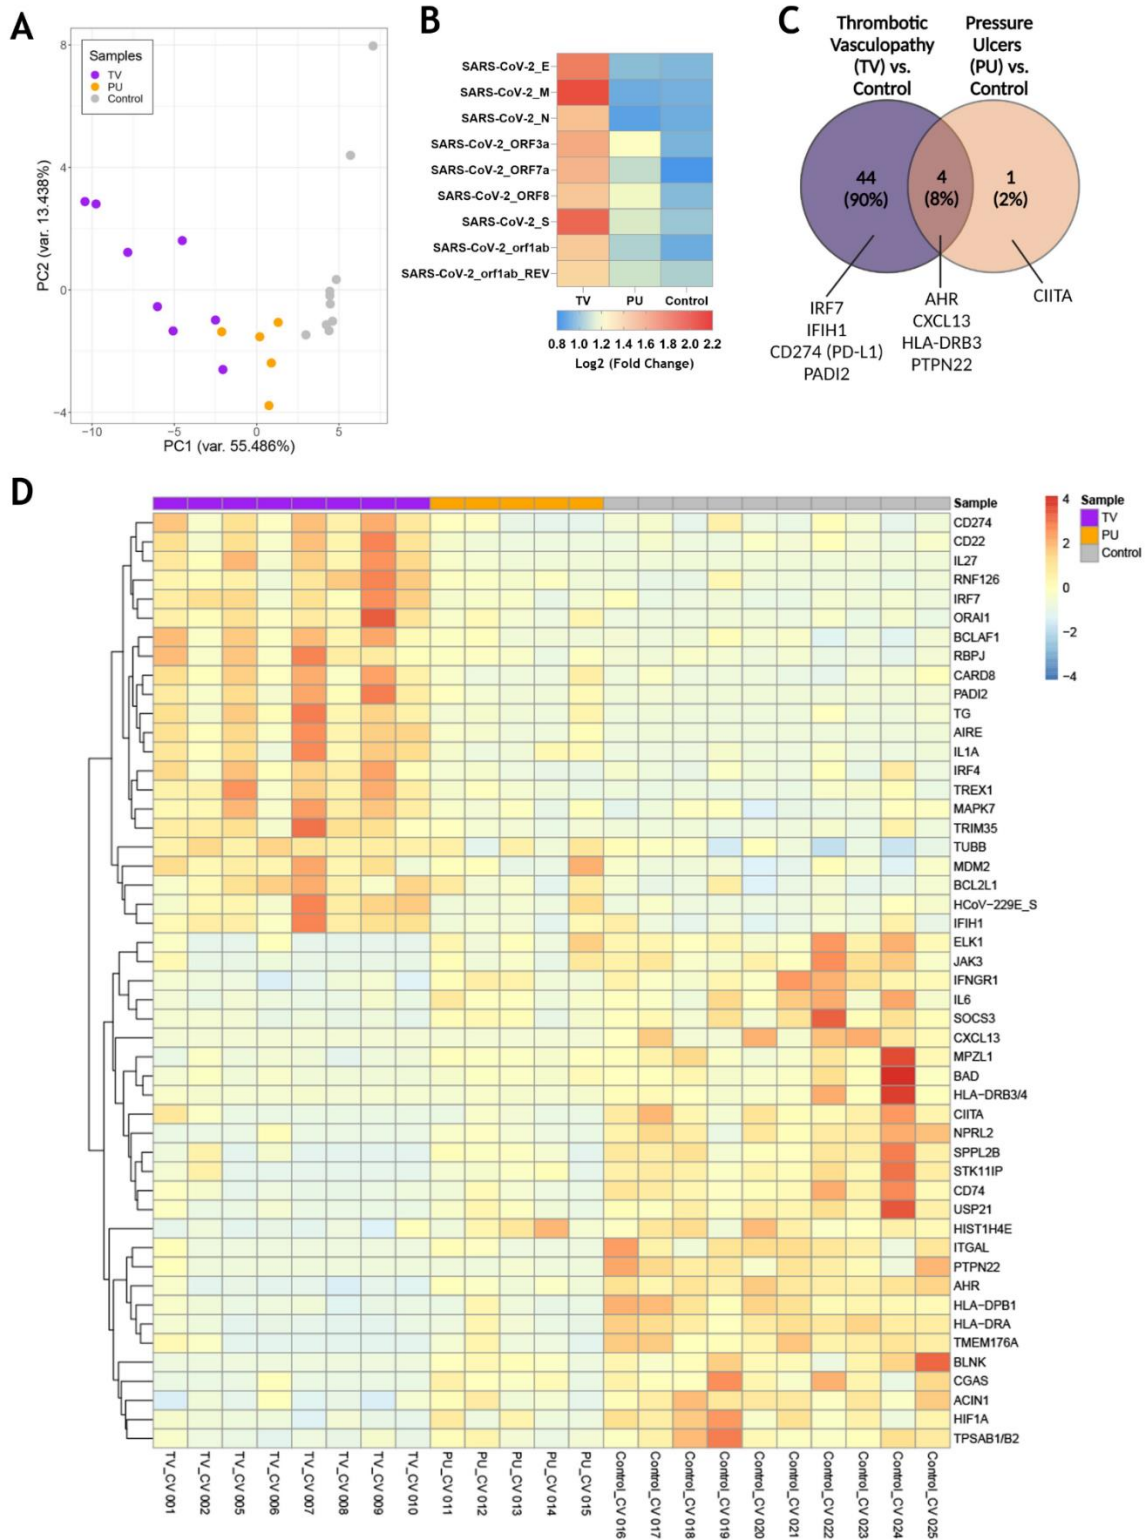 A
Samples
TV
PU
Control
8
4
0
−4
−10
−5
0
5
PC2 (var. 13.438%)
PC1 (var. 55.486%)
B
SARS-CoV-2_E
SARS-CoV-2_M
SARS-CoV-2_N
SARS-CoV-2_ORF3a
SARS-CoV-2_ORF7a
SARS-CoV-2_ORF8
SARS-CoV-2_S
SARS-CoV-2_orf1ab
SARS-CoV-2_orf1ab_REV
TV PU Control
0.8 1.0 1.2 1.4 1.6 1.8 2.0 2.2
Log2 (Fold Change)
C
Thrombotic
Vasculopathy
(TV) vs.
Control
Pressure
Ulcers
(PU) vs.
Control
44
(90%)
4
(8%)
1
(2%)
IRF7
IFIH1
CD274 (PD-L1)
PADI2
AHR
CXCL13
HLA-DRB3
PTPN22
CIITA
D
Sample
CD274
CD22
IL27
RNF126
IRF7
ORAI1
BCLAF1
RBPJ
CARD8
PADI2
TG
AIRE
IL1A
IRF4
TREX1
MAPK7
TRIM35
TUBB
MDM2
BCL2L1
HCoV−229E_S
IFIH1
ELK1
JAK3
IFNGR1
IL6
SOCS3
CXCL13
MPZL1
BAD
HLA−DRB3/4
CIITA
NPRL2
SPPL2B
STK11IP
CD74
USP21
HIST1H4E
ITGAL
PTPN22
AHR
HLA−DPB1
HLA−DRA
TMEM176A
BLNK
CGAS
ACIN1
HIF1A
TPSAB1/B2
4
2
0
−2
−4
Sample
TV
PU
Control
TV_CV 001
TV_CV 002
TV_CV 005
TV_CV 006
TV_CV 007
TV_CV 008
TV_CV 009
TV_CV 010
PU_CV 011
PU_CV 012
PU_CV 013
PU_CV 014
PU_CV 015
Control_CV 016
Control_CV 017
Control_CV 018
Control_CV 019
Control_CV 020
Control_CV 021
Control_CV 022
Control_CV 023
Control_CV 024
Control_CV 025